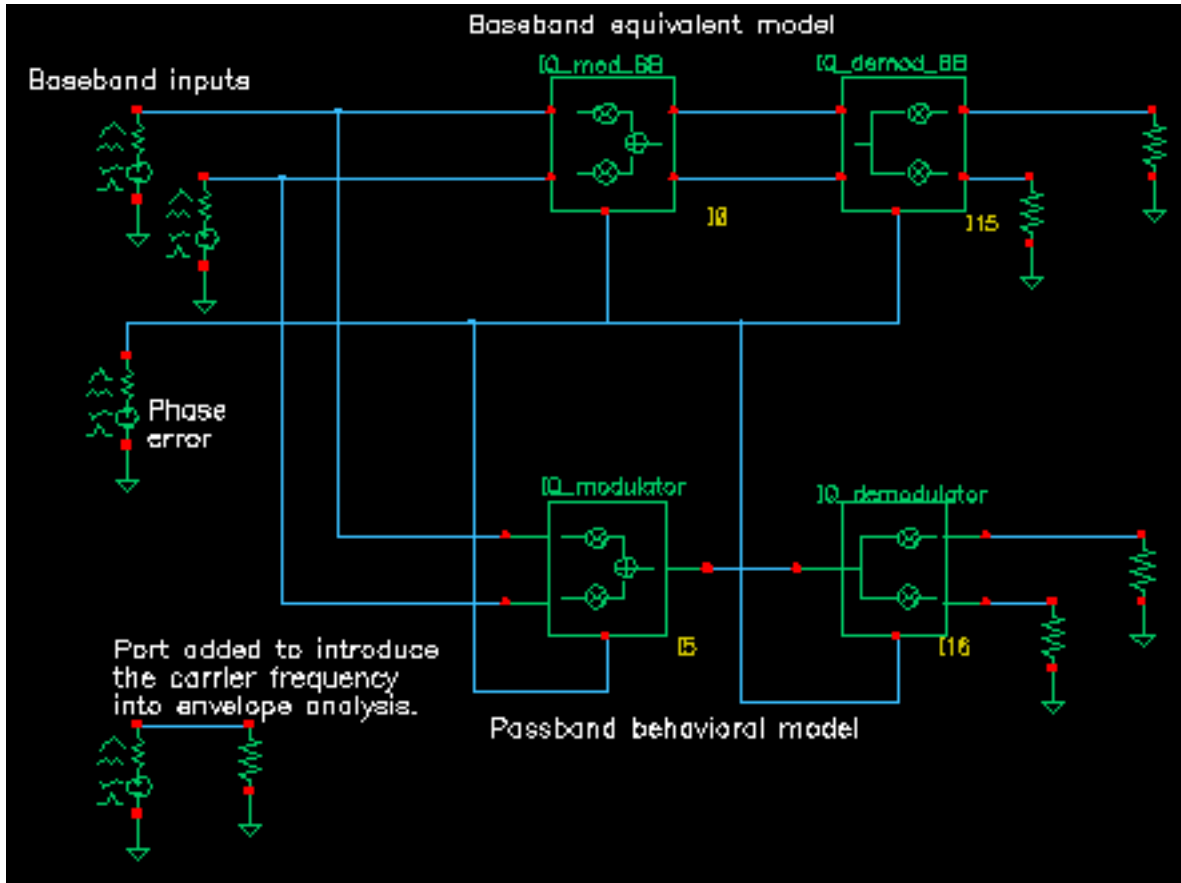 Baseband equivalent model
IQ_mod_BB
IQ_demod_BB
Baseband inputs
I0
I15
Phase
error
IQ_modulator
IQ_demodulator
I5
I16
Port added to introduce
the carrier frequency
into envelope analysis.
Passband behavioral model